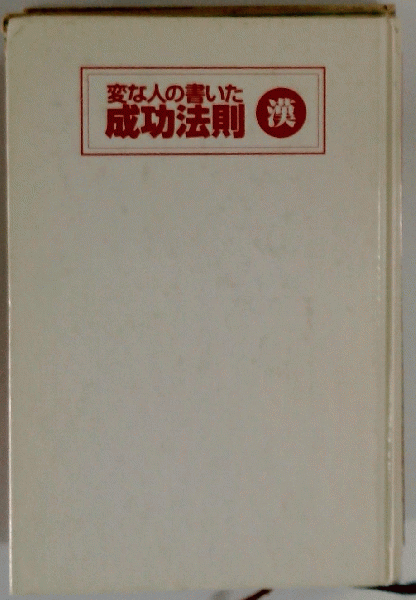 変な人の書いた
成功法則
漢